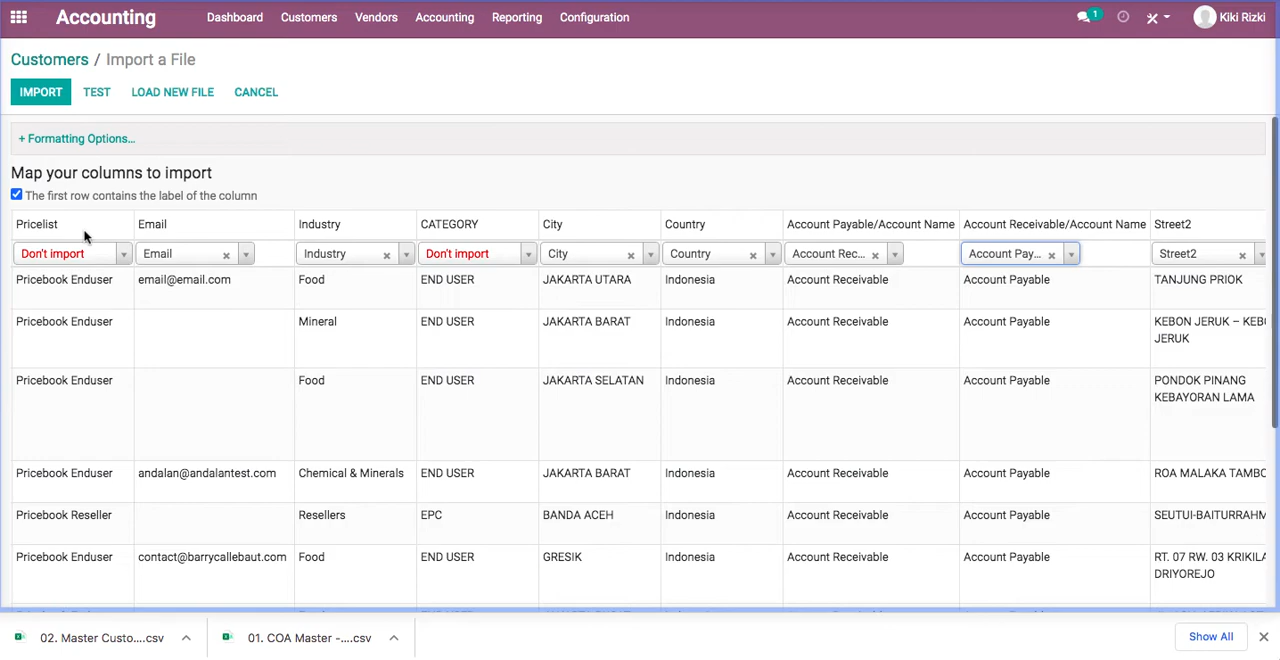 Accounting Dashboard Customers Vendors Accounting Reporting Configuration 1 Kiki Rizki
Customers / Import a File
IMPORT TEST LOAD NEW FILE CANCEL
+ Formatting Options...
Map your columns to import
The first row contains the label of the column
Pricelist Email Industry CATEGORY City Country Account Payable/Account Name Account Receivable/Account Name Street2
Don't import Email Industry Don't import City Country Account Rec... Account Pay... Street2
Pricebook Enduser email@email.com Food END USER JAKARTA UTARA Indonesia Account Receivable Account Payable TANJUNG PRIOK
Pricebook Enduser Mineral END USER JAKARTA BARAT Indonesia Account Receivable Account Payable KEBON JERUK – KEB
JERUK
Pricebook Enduser Food END USER JAKARTA SELATAN Indonesia Account Receivable Account Payable PONDOK PINANG
KEBAYORAN LAMA
Pricebook Enduser andalan@andalantest.com Chemical & Minerals END USER JAKARTA BARAT Indonesia Account Receivable Account Payable ROA MALAKA TAMBO
Pricebook Reseller Resellers EPC BANDA ACEH Indonesia Account Receivable Account Payable SEUTUI-BAITURRAHM
Pricebook Enduser contact@barrycallebaut.com Food END USER GRESIK Indonesia Account Receivable Account Payable RT. 07 RW. 03 KRIKILA
DRIYOREJO
02. Master Custo....csv 01. COA Master -....csv Show All